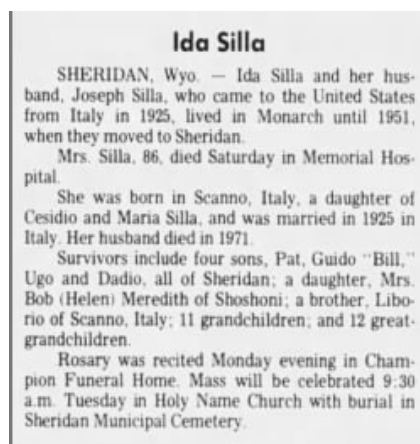 Ida Silla
SHERIDAN, Wyo. — Ida Silla and her hus-
band, Joseph Silla, who came to the United States
from Italy in 1925, lived in Monarch until 1951,
when they moved to Sheridan.
Mrs. Silla, 86, died Saturday in Memorial Hos-
pital.
She was born in Scanno, Italy, a daughter of
Cesidio and Maria Silla, and was married in 1925 in
Italy. Her husband died in 1971.
Survivors include four sons, Pat, Guido "Bill,"
Ugo and Dadio, all of Sheridan; a daughter, Mrs.
Bob (Helen) Meredith of Shoshoni; a brother, Libo-
rio of Scanno, Italy; 11 grandchildren; and 12 great-
grandchildren.
Rosary was recited Monday evening in Cham-
pion Funeral Home. Mass will be celebrated 9:30
a.m. Tuesday in Holy Name Church with burial in
Sheridan Municipal Cemetery.